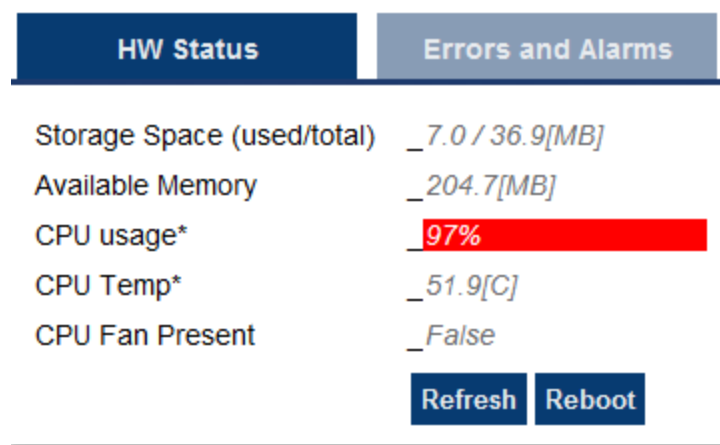 HW Status
Errors and Alarms
Storage Space (used/total) _7.0 / 36.9[MB]
Available Memory _204.7[MB]
CPU usage* _97%
CPU Temp* _51.9[C]
CPU Fan Present _False
Refresh Reboot